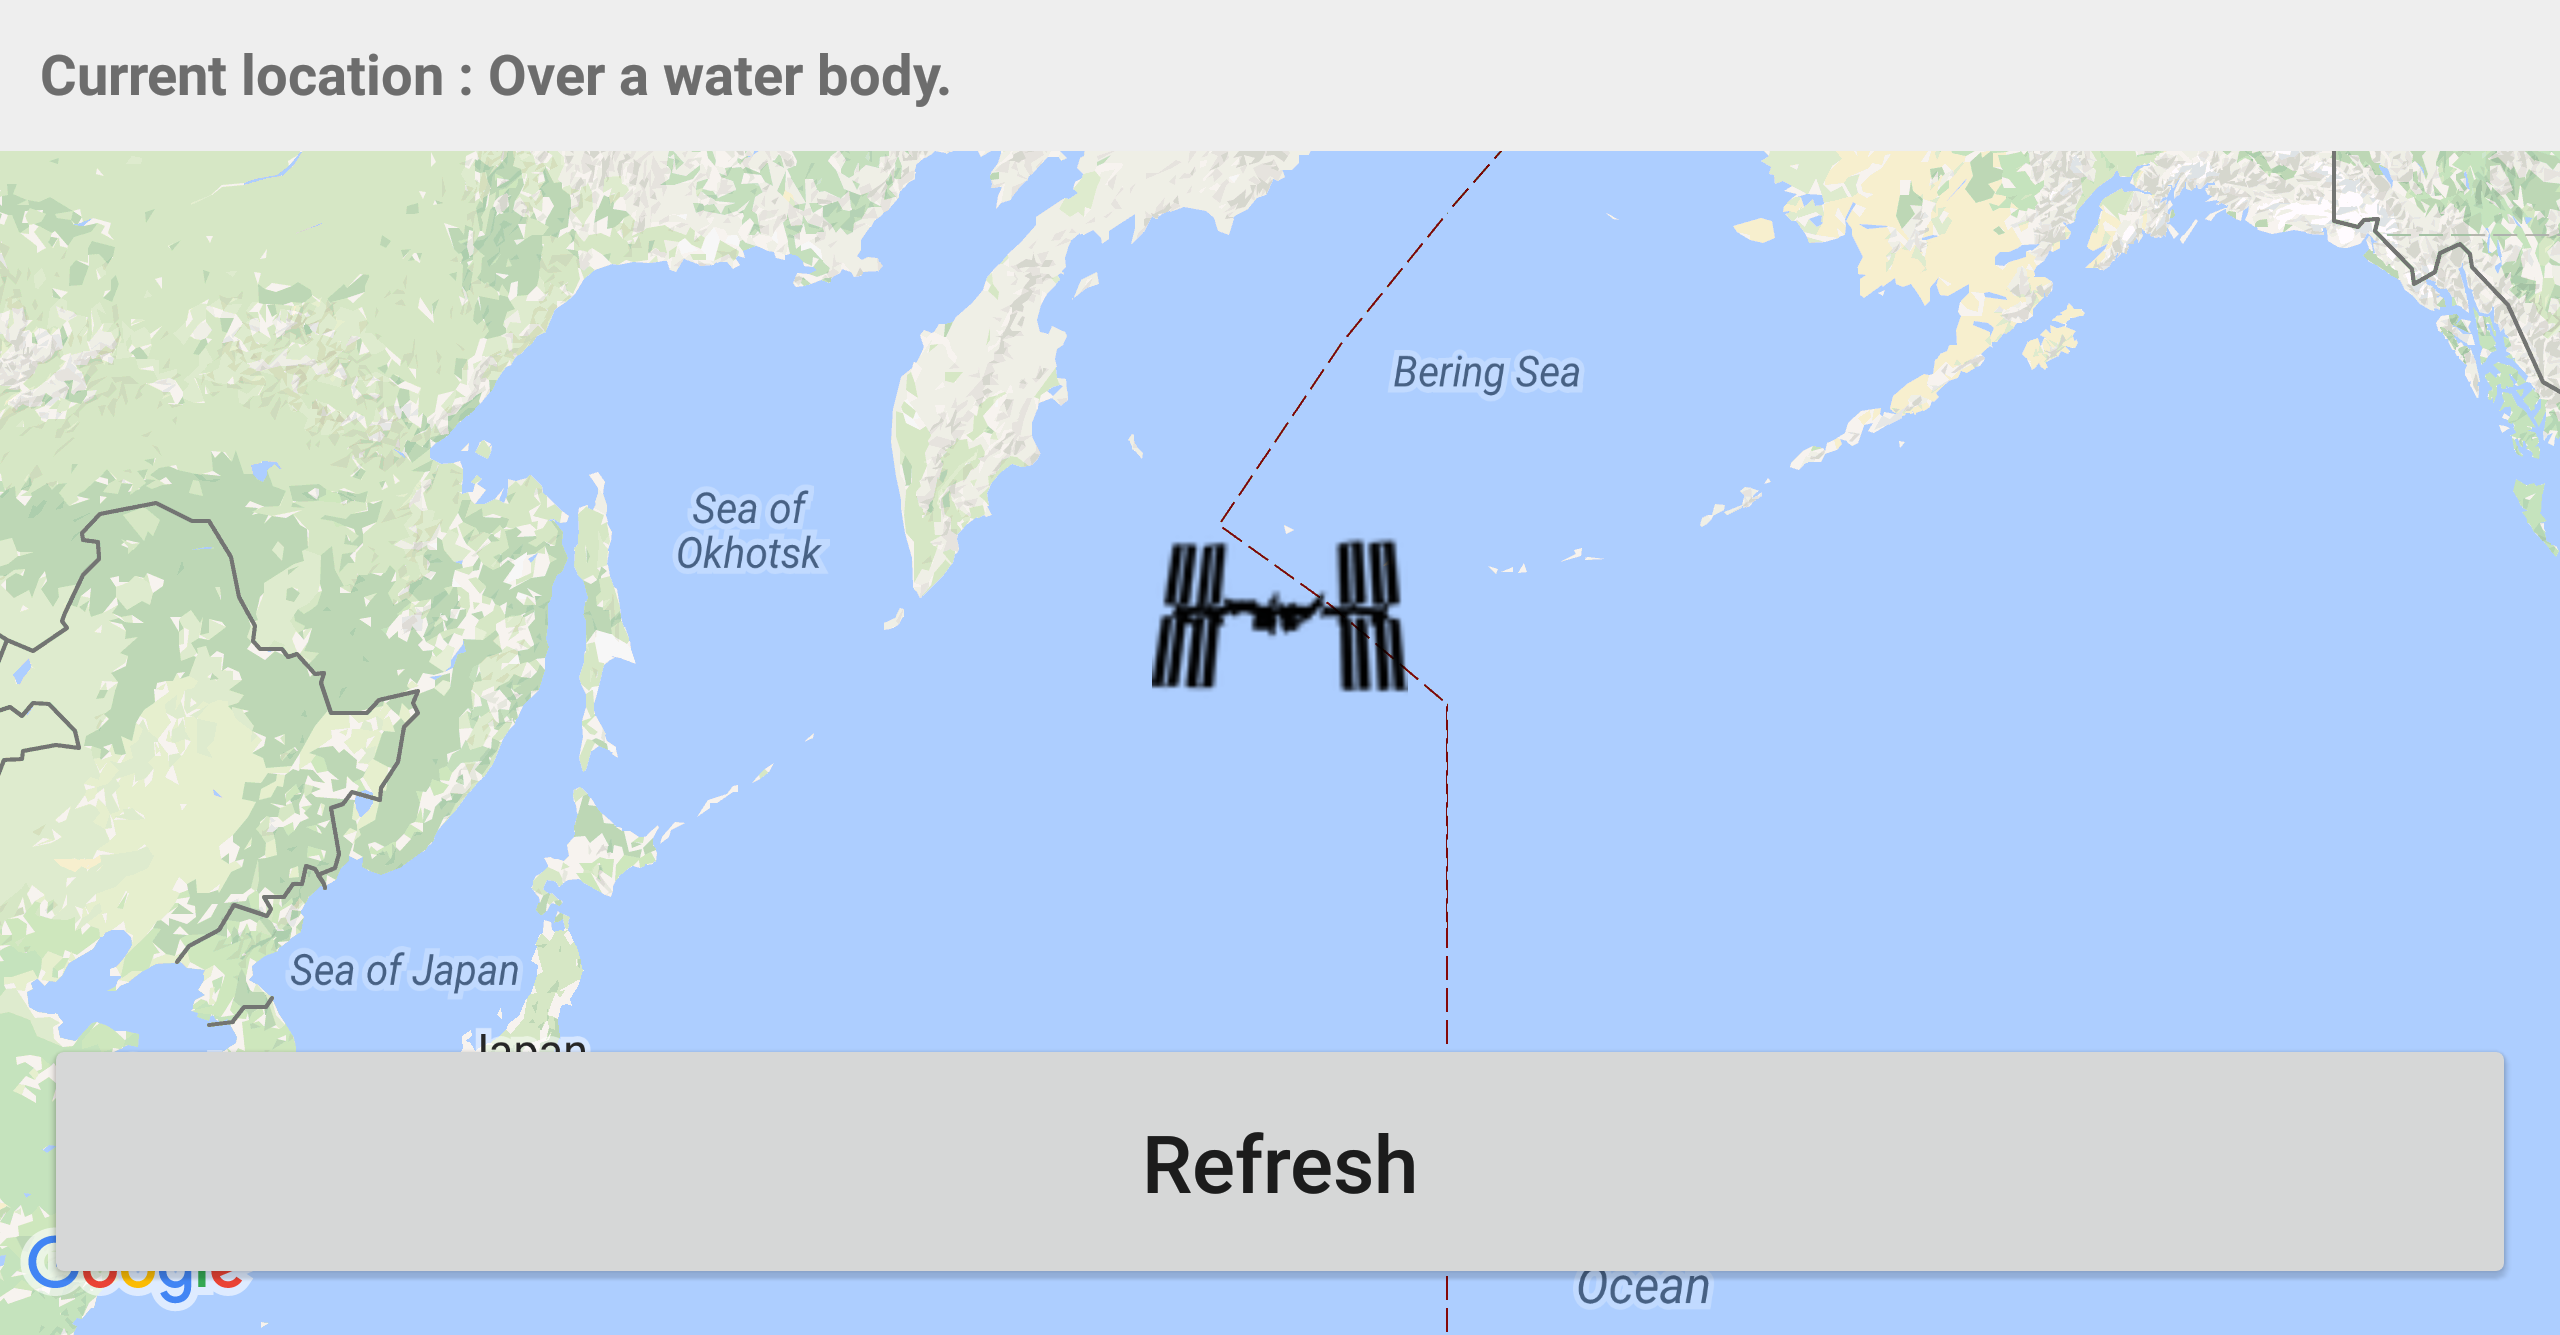 Current location : Over a water body.
Bering Sea
Sea of
Okhotsk
Sea of Japan
Japan
Refresh
Google
Ocean